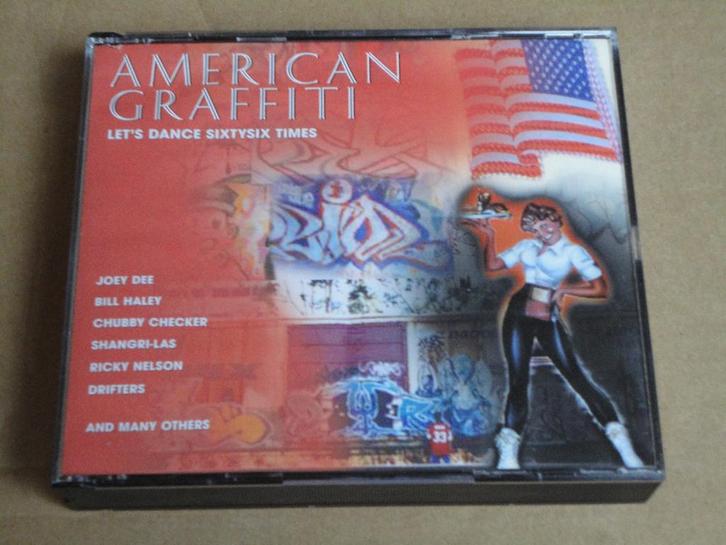 AMERICAN
GRAFFITI
LET'S DANCE SIXTYSIX TIMES
JOEY DEE
BILL HALEY
CHUBBY CHECKER
SHANGRI-LAS
RICKY NELSON
DRIFTERS
AND MANY OTHERS
33